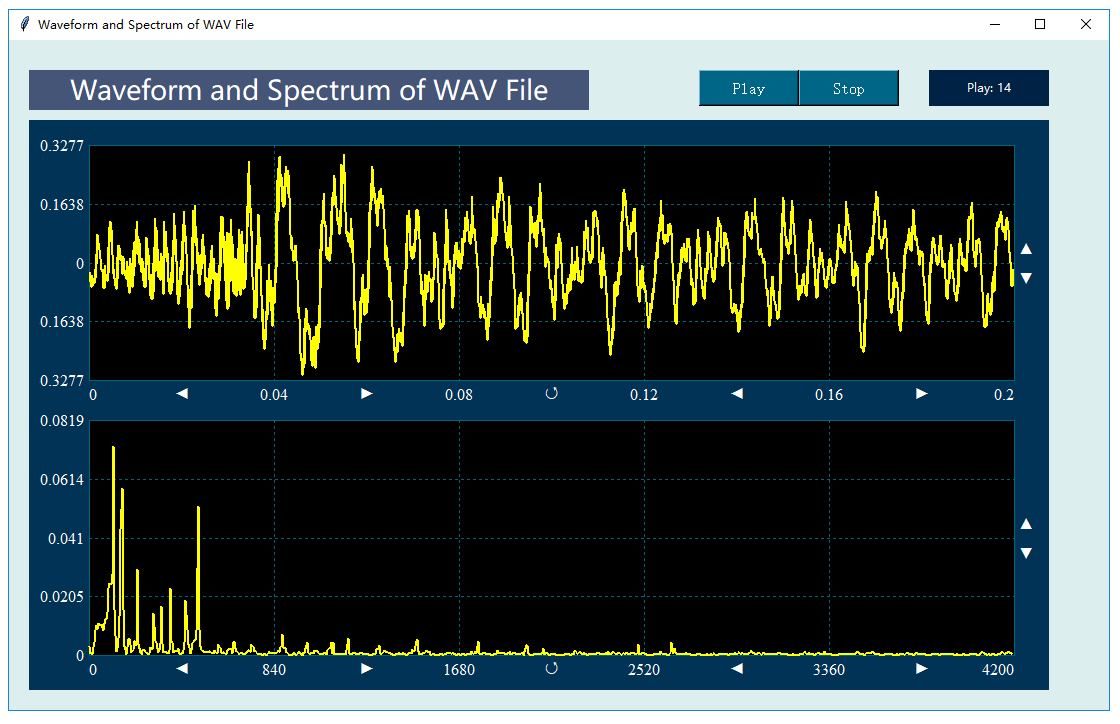 Waveform and Spectrum of WAV File
Waveform and Spectrum of WAV File
Play Stop Play: 14
0.3277
0.1638
0
0.1638
0.3277
0 0.04 0.08 0.12 0.16 0.2
0.0819
0.0614
0.041
0.0205
0
0 840 1680 2520 3360 4200